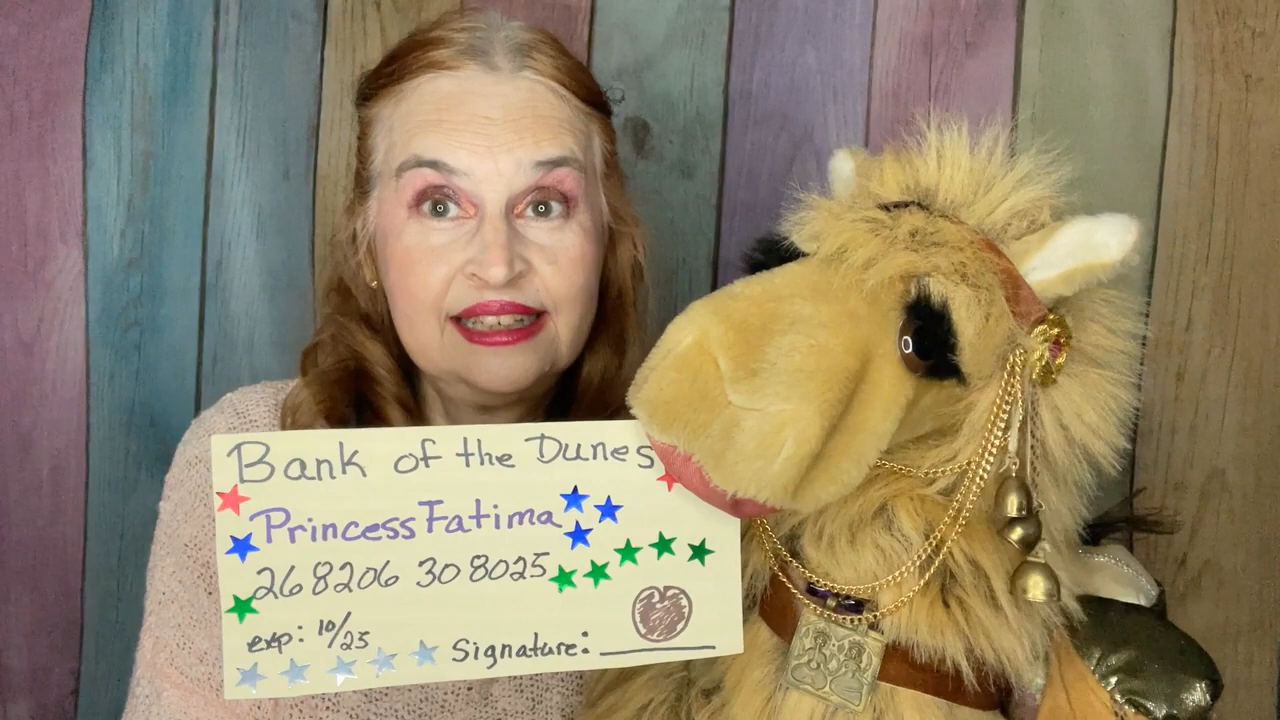 Bank of the Dunes
Princess Fatima
268206 308025
exp: 10/25
Signature: